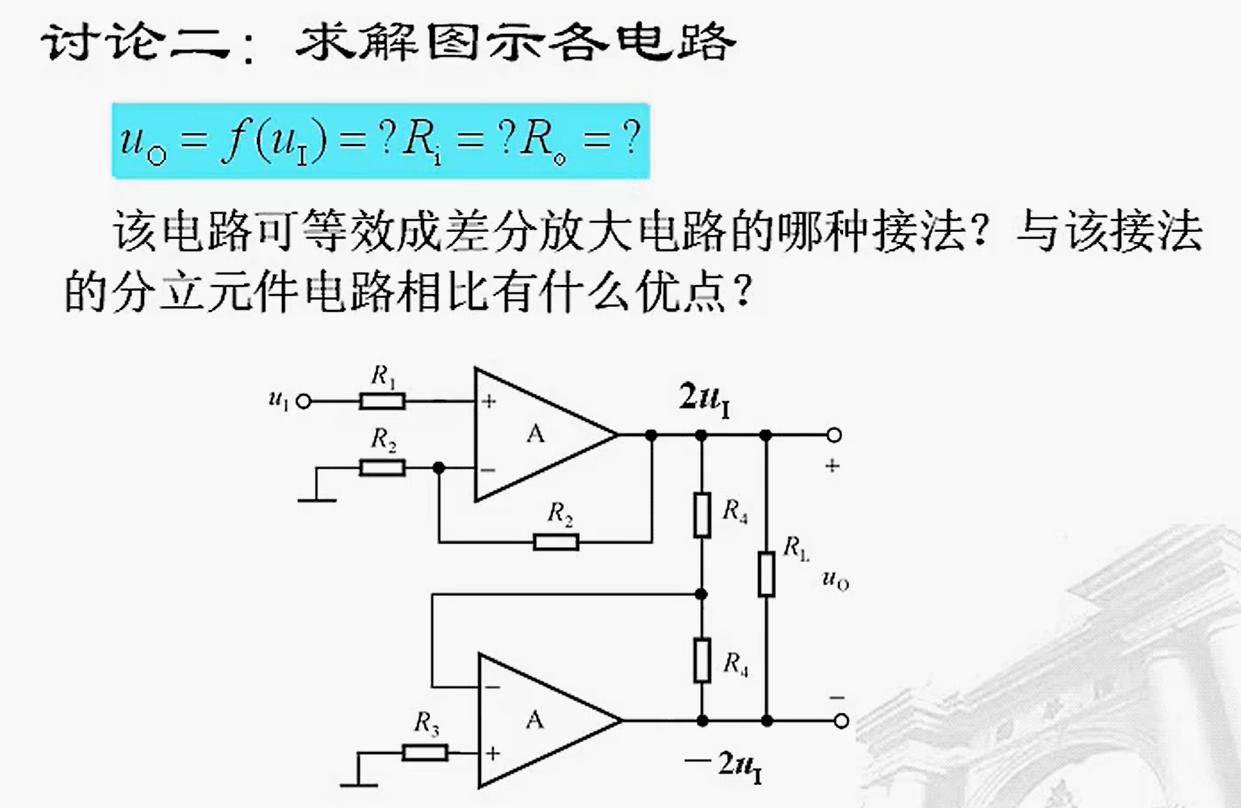 讨论二：求解图示各电路
u_O = f(u_I) = ? R_i = ? R_o = ?
该电路可等效成差分放大电路的哪种接法？与该接法
的分立元件电路相比有什么优点？
u_I
R_1
+
A
2u_I
R_2
−
+
R_2
R_4
R_L
u_O
R_4
−
A
−
R_3
+
−2u_I